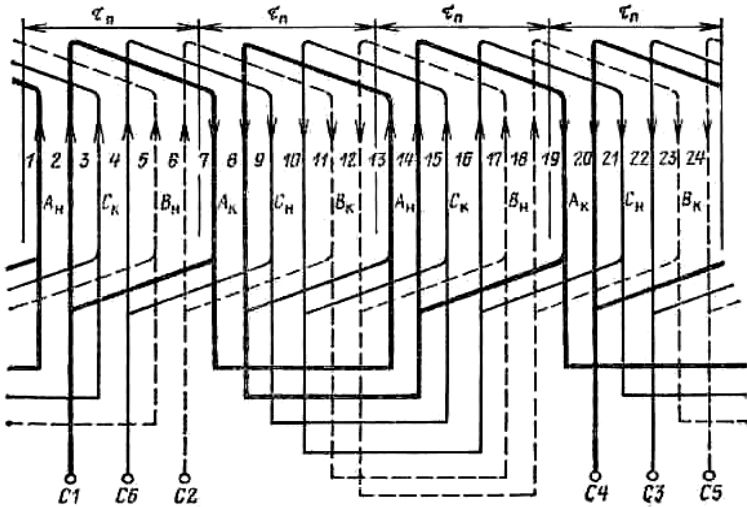 τп τп τп τп
1 2 3 4 5 6 7 8 9 10 11 12 13 14 15 16 17 18 19 20 21 22 23 24
Aн Cк Bн Aк Cн Bк Aн Cк Bн Aк Cн Bк
C1 C6 C2 C4 C3 C5